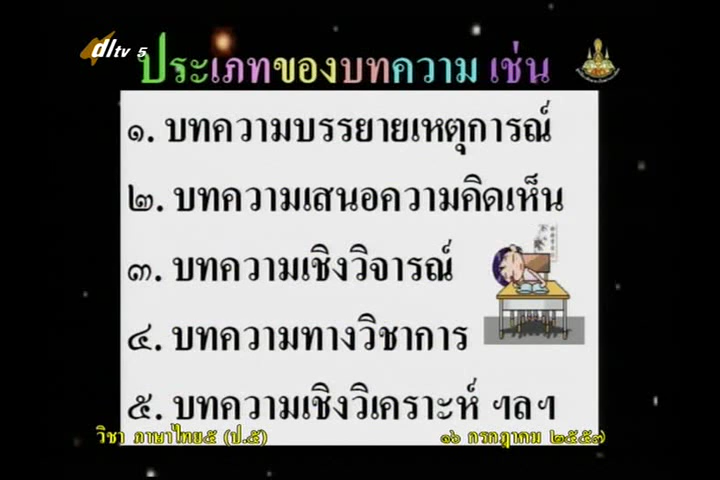 dltv 5
ประเภทของบทความ เช่น
๑. บทความบรรยายเหตุการณ์
๒. บทความเสนอความคิดเห็น
๓. บทความเชิงวิจารณ์
๔. บทความทางวิชาการ
๕. บทความเชิงวิเคราะห์ ฯลฯ
วิชา ภาษาไทย๕ (ป.๕)
๑๖ กรกฎาคม ๒๕๕๗